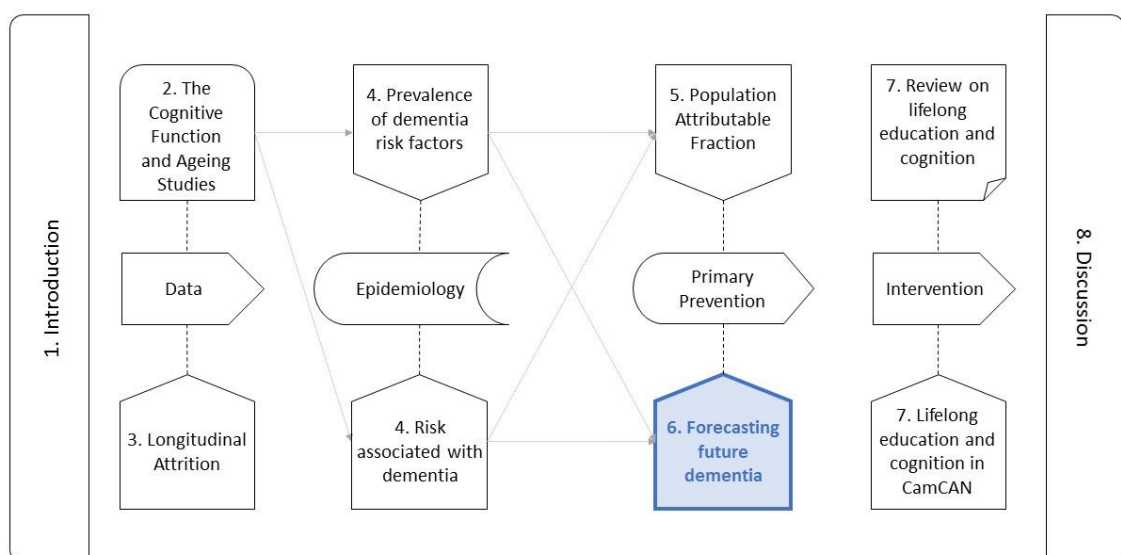 1. Introduction
2. The
Cognitive
Function
and Ageing
Studies
4. Prevalence
of dementia
risk factors
5. Population
Attributable
Fraction
7. Review on
lifelong
education and
cognition
Data
Epidemiology
Primary
Prevention
Intervention
3. Longitudinal
Attrition
4. Risk
associated with
dementia
6. Forecasting
future
dementia
7. Lifelong
education and
cognition in
CamCAN
8. Discussion